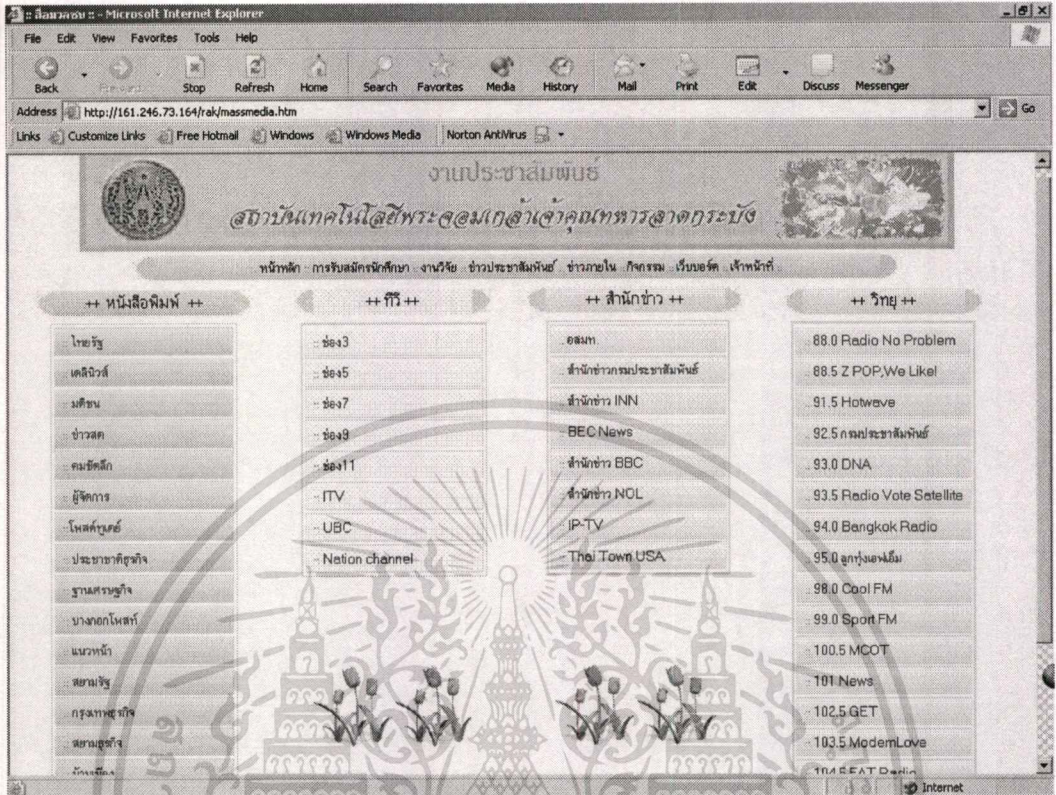 :: สื่อมวลชน :: - Microsoft Internet Explorer
File Edit View Favorites Tools Help
Back Forward Stop Refresh Home Search Favorites Media History Mail Print Edit Discuss Messenger
Address http://161.246.73.164/rak/massmedia.htm Go
Links Customize Links Free Hotmail Windows Windows Media Norton AntiVirus
งานประชาสัมพันธ์
สถาบันเทคโนโลยีพระจอมเกล้าเจ้าคุณทหารลาดกระบัง
หน้าหลัก :: การรับสมัครนักศึกษา :: งานวิจัย :: ข่าวประชาสัมพันธ์ :: ข่าวภายใน :: กิจกรรม :: เว็บบอร์ด :: เจ้าหน้าที่ ::
++ หนังสือพิมพ์ ++
:: ไทยรัฐ
:: เดลินิวส์
:: มติชน
:: ข่าวสด
:: คมชัดลึก
:: ผู้จัดการ
:: โพสต์ทูเดย์
:: ประชาชาติธุรกิจ
:: ฐานเศรษฐกิจ
:: บางกอกโพสท์
:: แนวหน้า
:: สยามรัฐ
:: กรุงเทพธุรกิจ
:: สยามธุรกิจ
:: บ้านเมือง
++ ทีวี ++
:: ช่อง3
:: ช่อง5
:: ช่อง7
:: ช่อง9
:: ช่อง11
:: ITV
:: UBC
:: Nation channel
++ สำนักข่าว ++
:: อสมท
:: สำนักข่าวกรมประชาสัมพันธ์
:: สำนักข่าว INN
:: BEC News
:: สำนักข่าว BBC
:: สำนักข่าว NOL
:: IP-TV
:: Thai Town USA
++ วิทยุ ++
:: 88.0 Radio No Problem
:: 88.5 Z POP,We Like!
:: 91.5 Hotwave
:: 92.5 กรมประชาสัมพันธ์
:: 93.0 DNA
:: 93.5 Radio Vote Satellite
:: 94.0 Bangkok Radio
:: 95.0 ลูกทุ่งเอฟเอ็ม
:: 98.0 Cool FM
:: 99.0 Sport FM
:: 100.5 MCOT
:: 101 News
:: 102.5 GET
:: 103.5 ModernLove
:: 104.5 FAT Radio
Internet